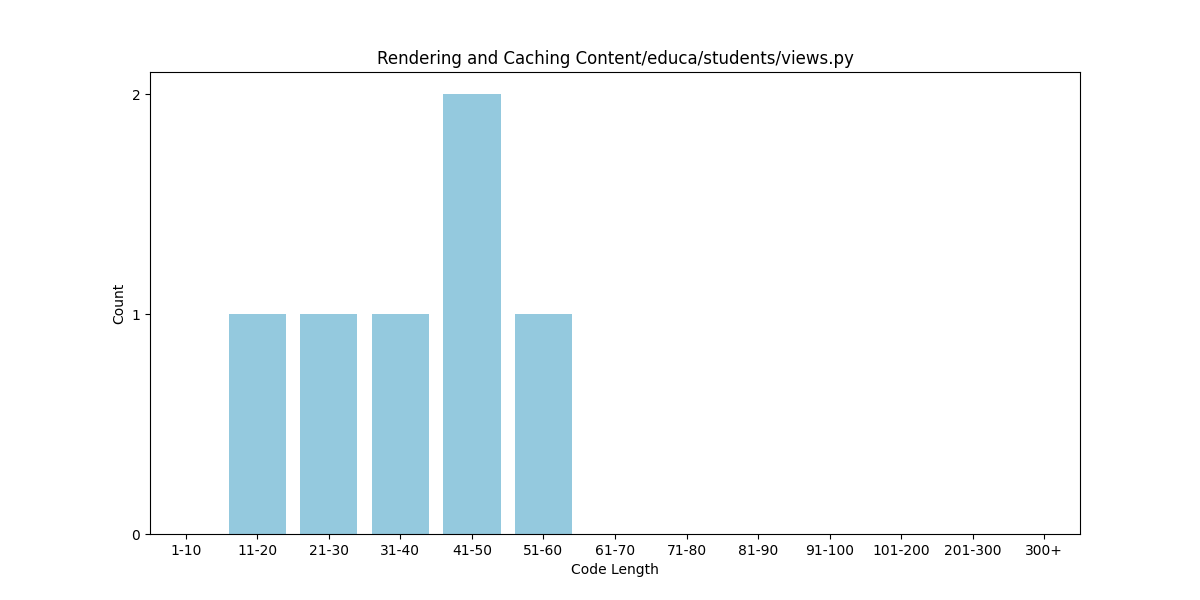 Rendering and Caching Content/educa/students/views.py
2
1
0
Count
1-10 11-20 21-30 31-40 41-50 51-60 61-70 71-80 81-90 91-100 101-200 201-300 300+
Code Length